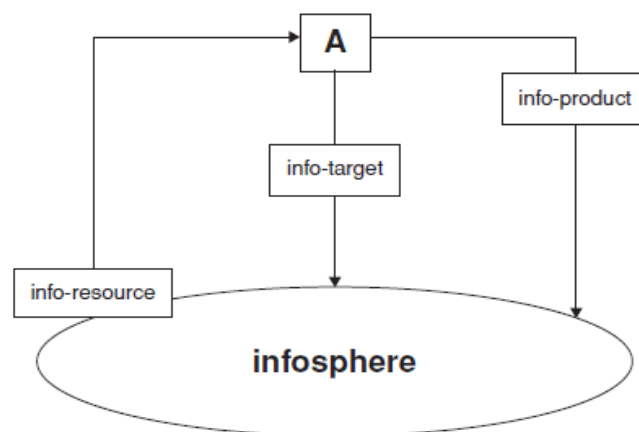 A
info-product
info-target
info-resource
infosphere